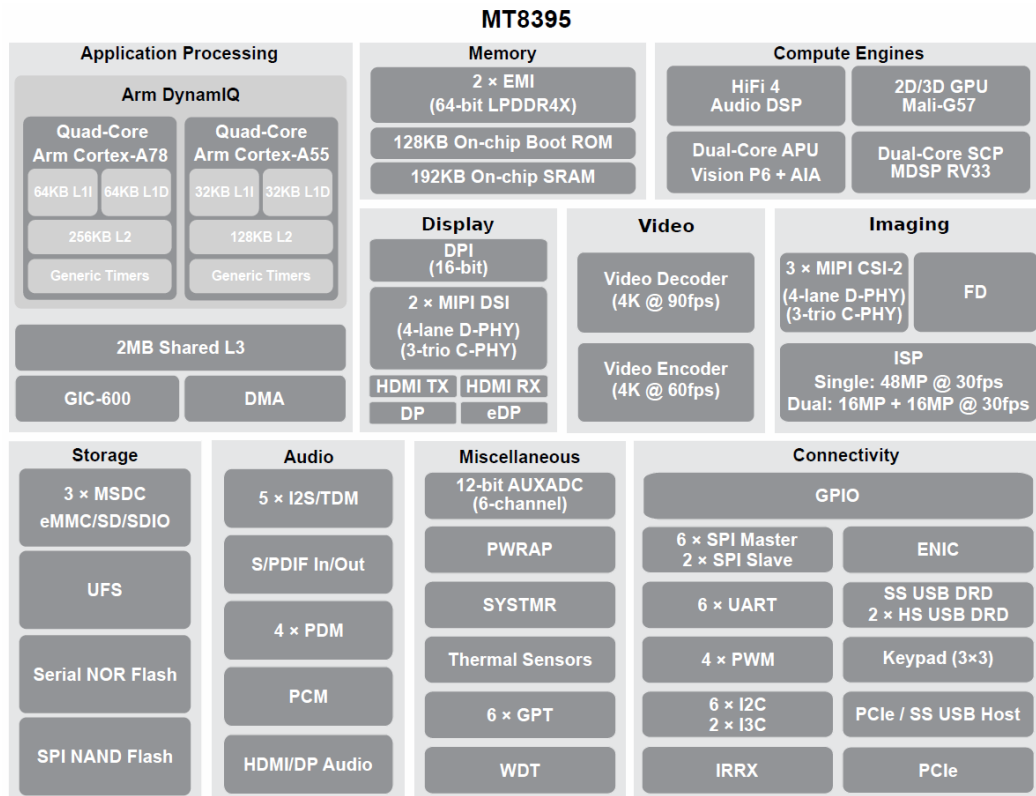 MT8395
Application Processing
Arm DynamIQ
Quad-Core
Arm Cortex-A78
64KB L1I
64KB L1D
256KB L2
Generic Timers
Quad-Core
Arm Cortex-A55
32KB L1I
32KB L1D
128KB L2
Generic Timers
2MB Shared L3
GIC-600
DMA
Memory
2 × EMI
(64-bit LPDDR4X)
128KB On-chip Boot ROM
192KB On-chip SRAM
Compute Engines
HiFi 4
Audio DSP
2D/3D GPU
Mali-G57
Dual-Core APU
Vision P6 + AIA
Dual-Core SCP
MDSP RV33
Display
DPI
(16-bit)
2 × MIPI DSI
(4-lane D-PHY)
(3-trio C-PHY)
HDMI TX
HDMI RX
DP
eDP
Video
Video Decoder
(4K @ 90fps)
Video Encoder
(4K @ 60fps)
Imaging
3 × MIPI CSI-2
(4-lane D-PHY)
(3-trio C-PHY)
FD
ISP
Single: 48MP @ 30fps
Dual: 16MP + 16MP @ 30fps
Storage
3 × MSDC
eMMC/SD/SDIO
UFS
Serial NOR Flash
SPI NAND Flash
Audio
5 × I2S/TDM
S/PDIF In/Out
4 × PDM
PCM
HDMI/DP Audio
Miscellaneous
12-bit AUXADC
(6-channel)
PWRAP
SYSTMR
Thermal Sensors
6 × GPT
WDT
Connectivity
GPIO
6 × SPI Master
2 × SPI Slave
ENIC
6 × UART
SS USB DRD
2 × HS USB DRD
4 × PWM
Keypad (3×3)
6 × I2C
2 × I3C
PCIe / SS USB Host
IRRX
PCIe